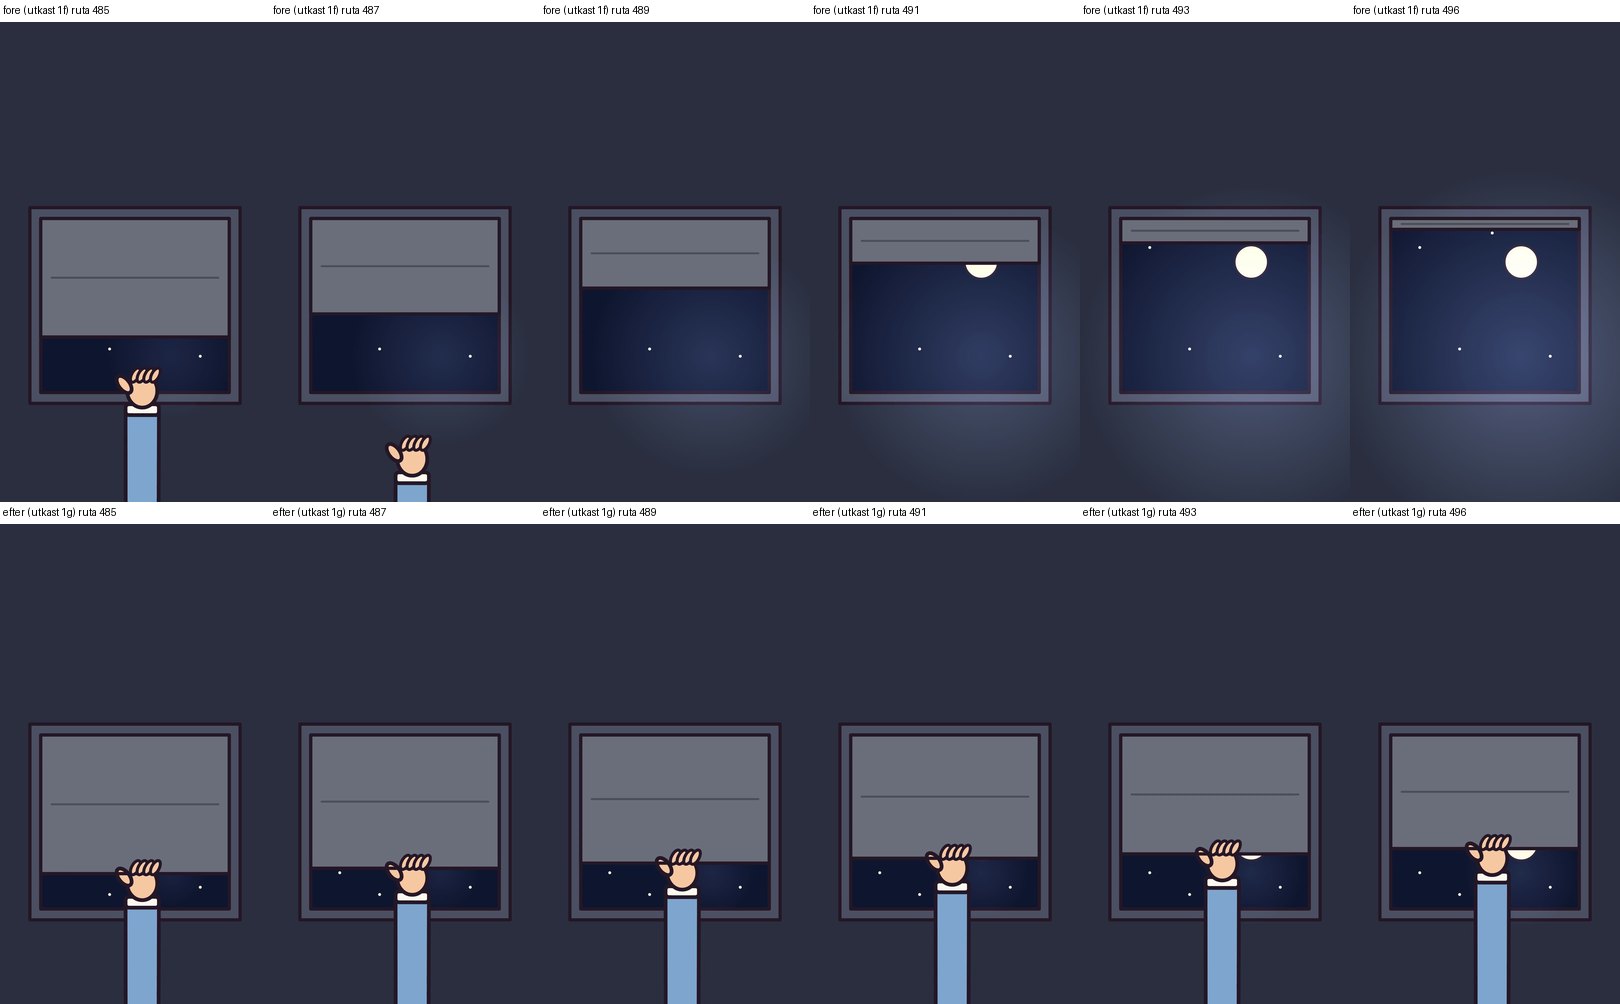 fore (utkast 1f) ruta 485
fore (utkast 1f) ruta 487
fore (utkast 1f) ruta 489
fore (utkast 1f) ruta 491
fore (utkast 1f) ruta 493
fore (utkast 1f) ruta 496
efter (utkast 1g) ruta 485
efter (utkast 1g) ruta 487
efter (utkast 1g) ruta 489
efter (utkast 1g) ruta 491
efter (utkast 1g) ruta 493
efter (utkast 1g) ruta 496